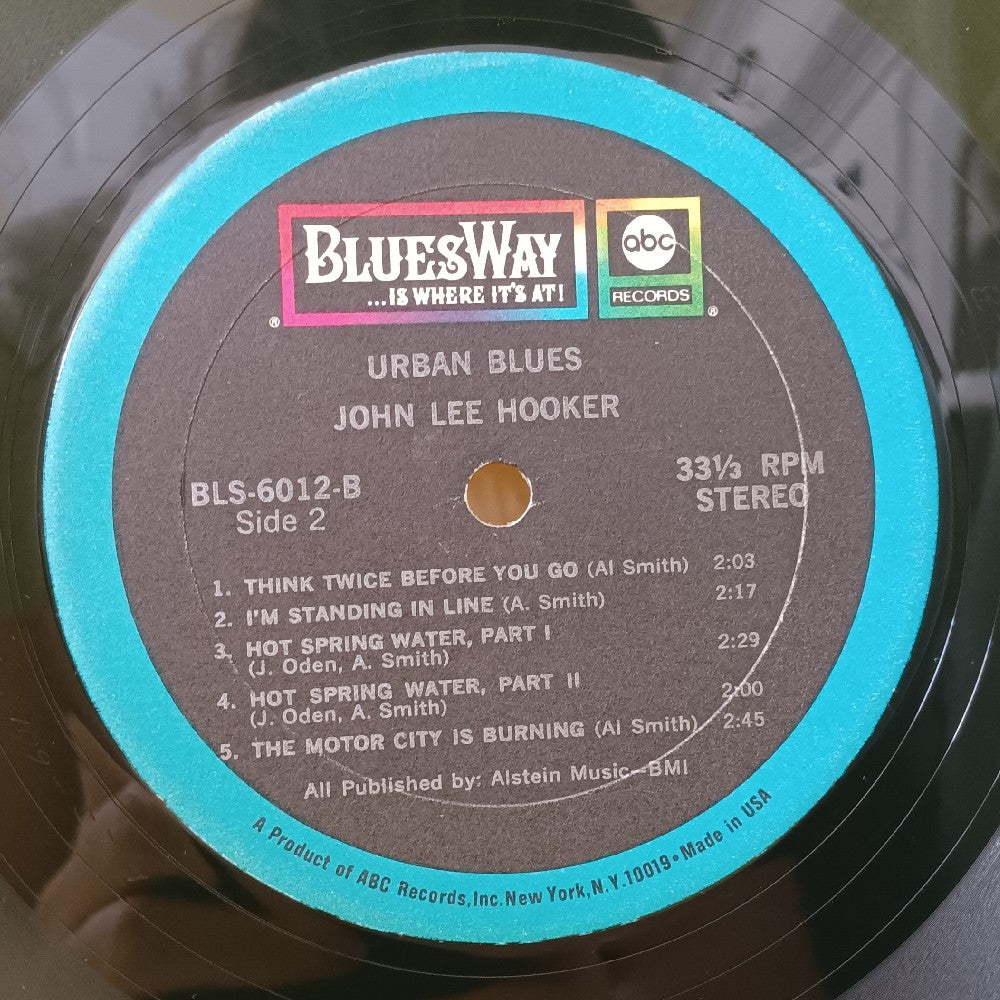 BLUESWAY
...IS WHERE IT'S AT!
®
abc
RECORDS
®
URBAN BLUES
JOHN LEE HOOKER
BLS-6012-B
Side 2
33⅓ RPM
STEREO
1. THINK TWICE BEFORE YOU GO (Al Smith) 2:03
2. I'M STANDING IN LINE (A. Smith) 2:17
3. HOT SPRING WATER, PART I 2:29
(J. Oden, A. Smith)
4. HOT SPRING WATER, PART II 2:00
(J. Oden, A. Smith)
5. THE MOTOR CITY IS BURNING (Al Smith) 2:45
All Published by: Alstein Music—BMI
A Product of ABC Records, Inc. New York, N.Y. 10019 • Made in USA